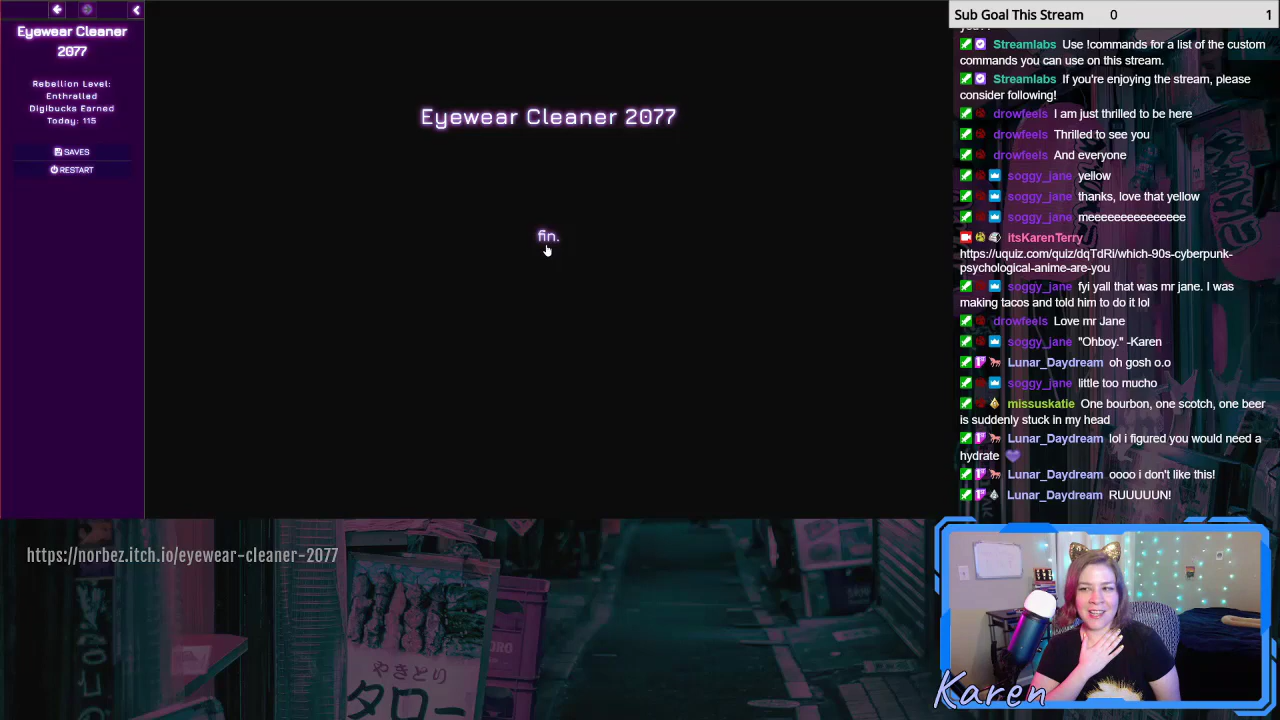 Eyewear Cleaner
2077
Rebellion Level:
Enthralled
Digibucks Earned
Today: 115
SAVES
RESTART
Eyewear Cleaner 2077
fin.
https://norbez.itch.io/eyewear-cleaner-2077
やきとり
タロー
Sub Goal This Stream 0 1
Streamlabs Use !commands for a list of the custom
commands you can use on this stream.
Streamlabs If you're enjoying the stream, please
consider following!
drowfeels I am just thrilled to be here
drowfeels Thrilled to see you
drowfeels And everyone
soggy_jane yellow
soggy_jane thanks, love that yellow
soggy_jane meeeeeeeeeeeeeee
itsKarenTerry
https://uquiz.com/quiz/dqTdRi/which-90s-cyberpunk-
psychological-anime-are-you
soggy_jane fyi yall that was mr jane. I was
making tacos and told him to do it lol
drowfeels Love mr Jane
soggy_jane "Ohboy." -Karen
Lunar_Daydream oh gosh o.o
soggy_jane little too mucho
missuskatie One bourbon, one scotch, one beer
is suddenly stuck in my head
Lunar_Daydream lol i figured you would need a
hydrate
Lunar_Daydream oooo i don't like this!
Lunar_Daydream RUUUUUN!
Karen